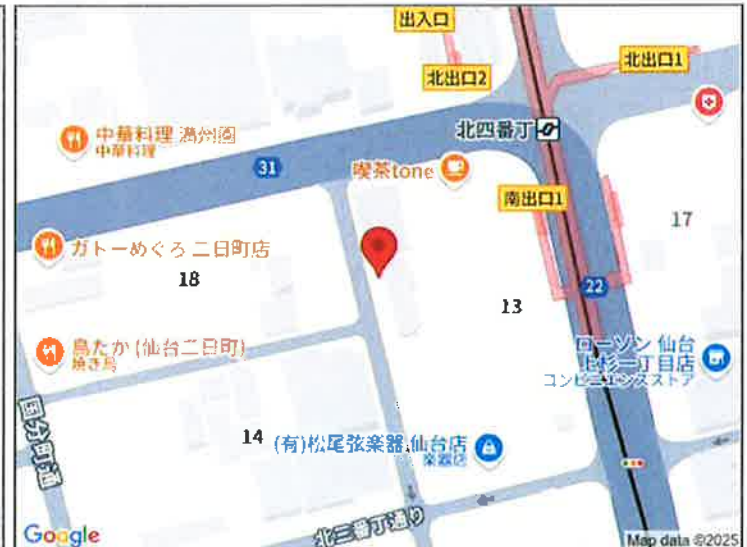 出入口
北出口2
北出口1
中華料理 満州園
中華料理
北四番丁
31
喫茶tone
南出口1
17
ガトーめぐろ 二日町店
18
13
22
鳥たか (仙台二日町)
焼き鳥
ローソン 仙台
上杉一丁目店
コンビニエンスストア
国分町通
14
(有)松尾弦楽器 仙台店
楽器店
北三番丁通り
Google
Map data ©2025